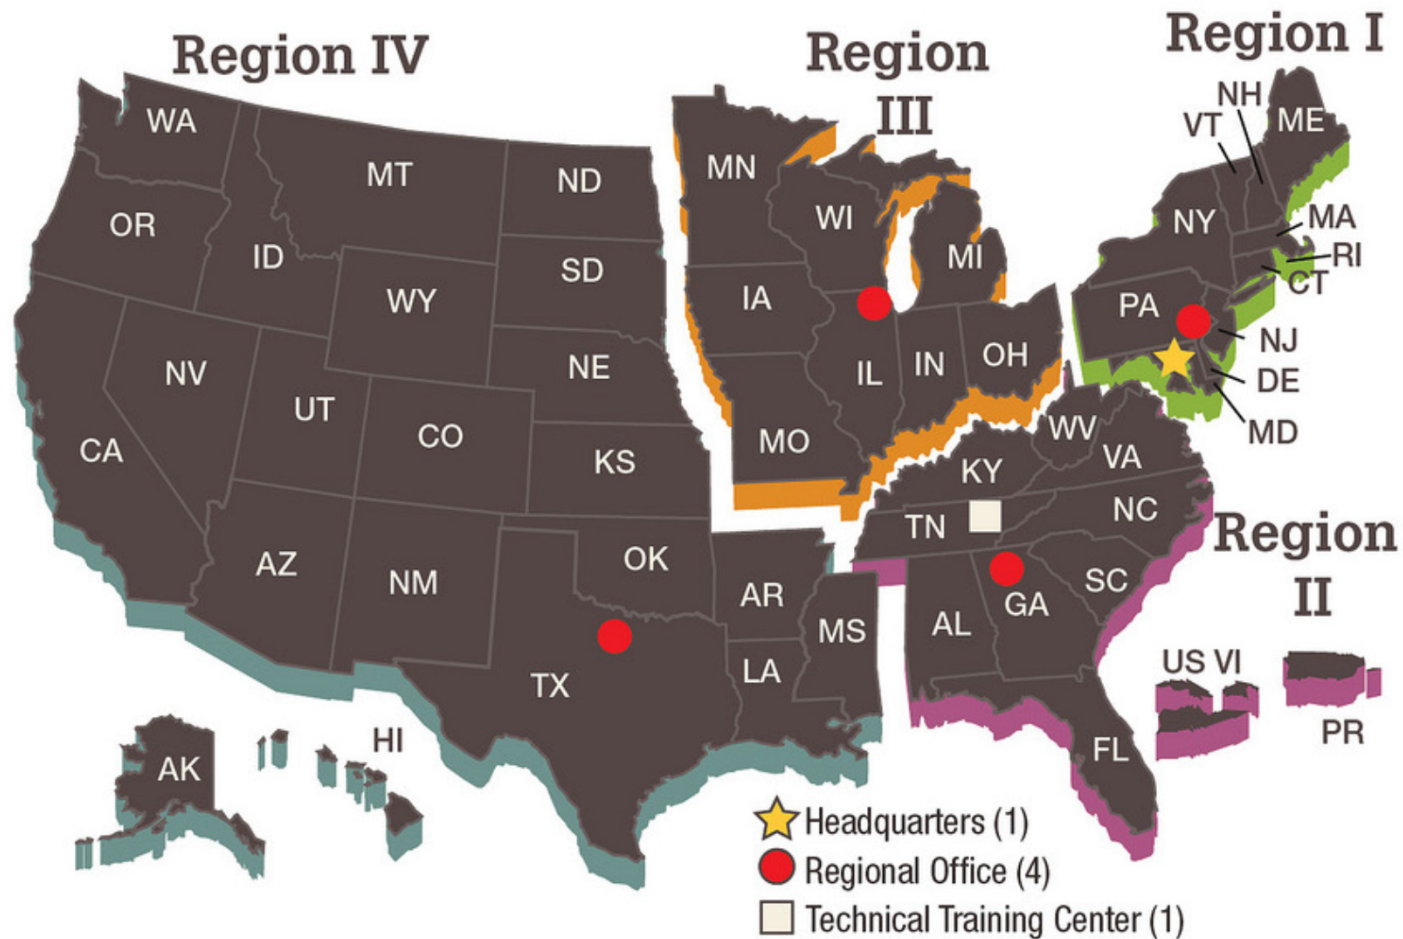 Region IV
Region
III
Region I
NH
VT
ME
WA
MT
ND
MN
OR
ID
WI
NY
MA
SD
MI
RI
WY
IA
CT
PA
NV
NE
IL
IN
OH
NJ
UT
DE
CA
CO
KS
MO
WV
MD
KY
VA
TN
NC
Region
II
AZ
NM
OK
AR
SC
GA
MS
AL
TX
LA
US VI
PR
HI
AK
FL
Headquarters (1)
Regional Office (4)
Technical Training Center (1)